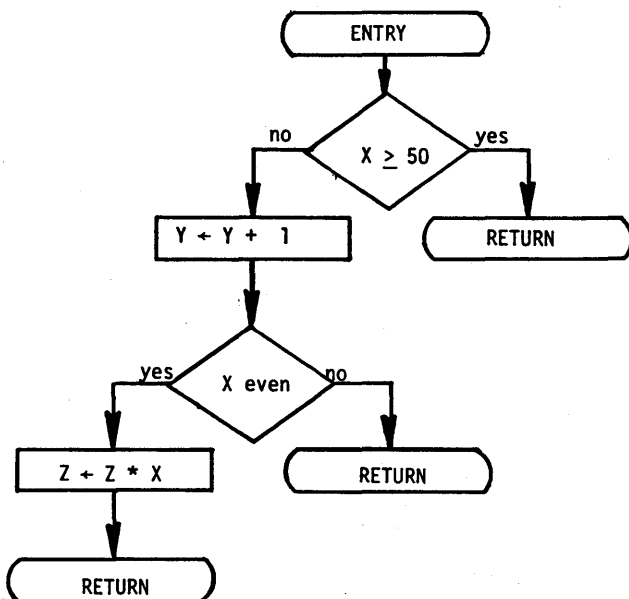 ENTRY
no
yes
X ≥ 50
Y ← Y + 1
RETURN
yes
no
X even
Z ← Z * X
RETURN
RETURN